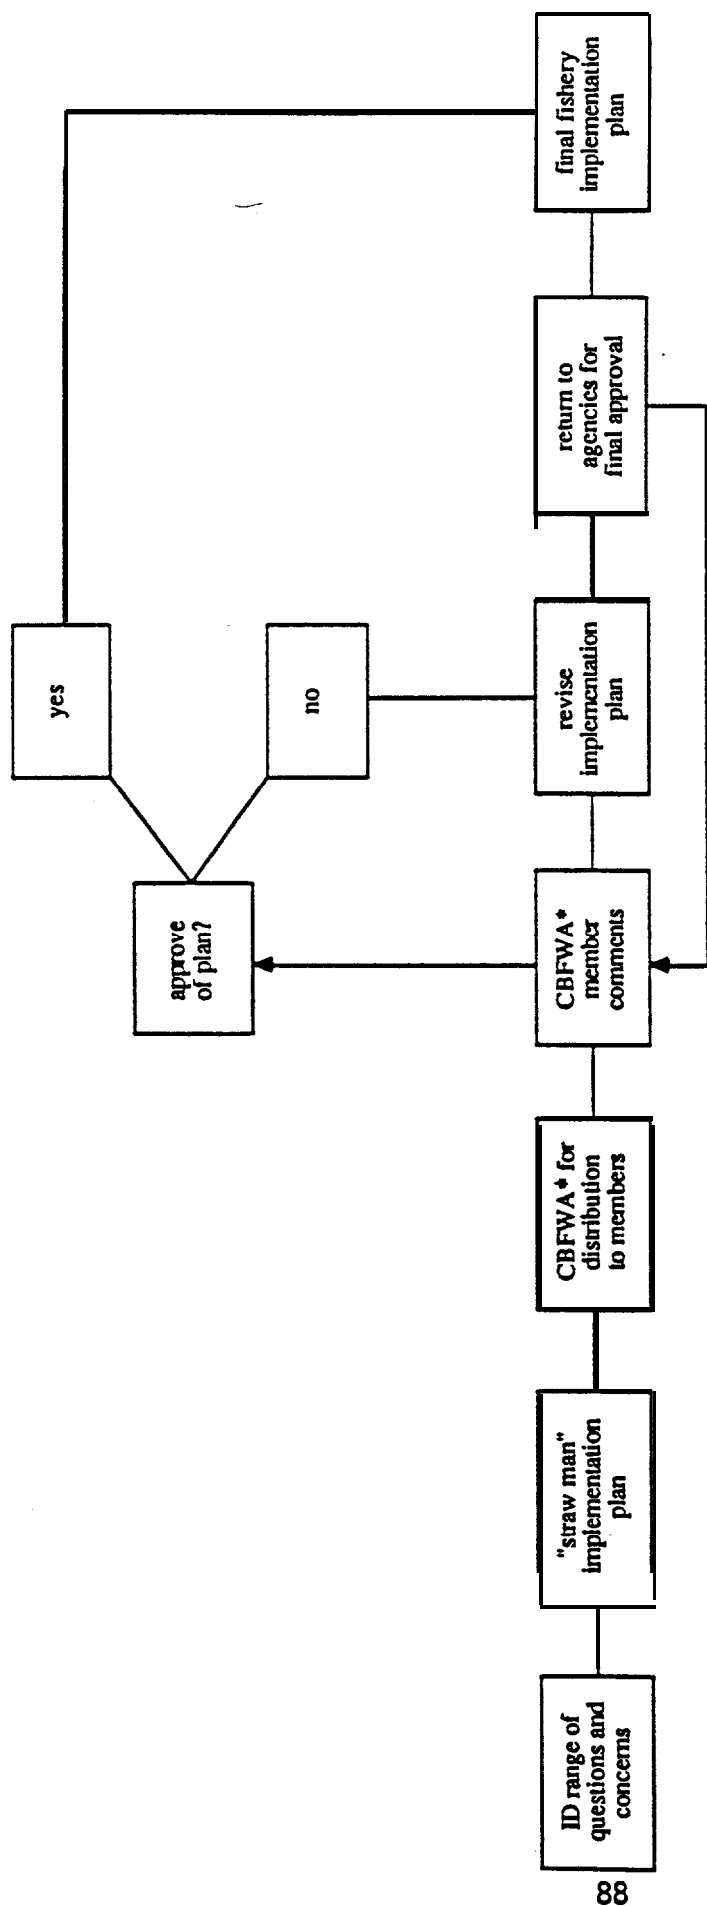 yes
no
approve
of plan?
ID range of
questions and
concerns
"straw man"
implementation
plan
CBFWA* for
distribution
to members
CBFWA*
member
comments
revise
implementation
plan
return to
agencies for
final approval
final fishery
implementation
plan
88